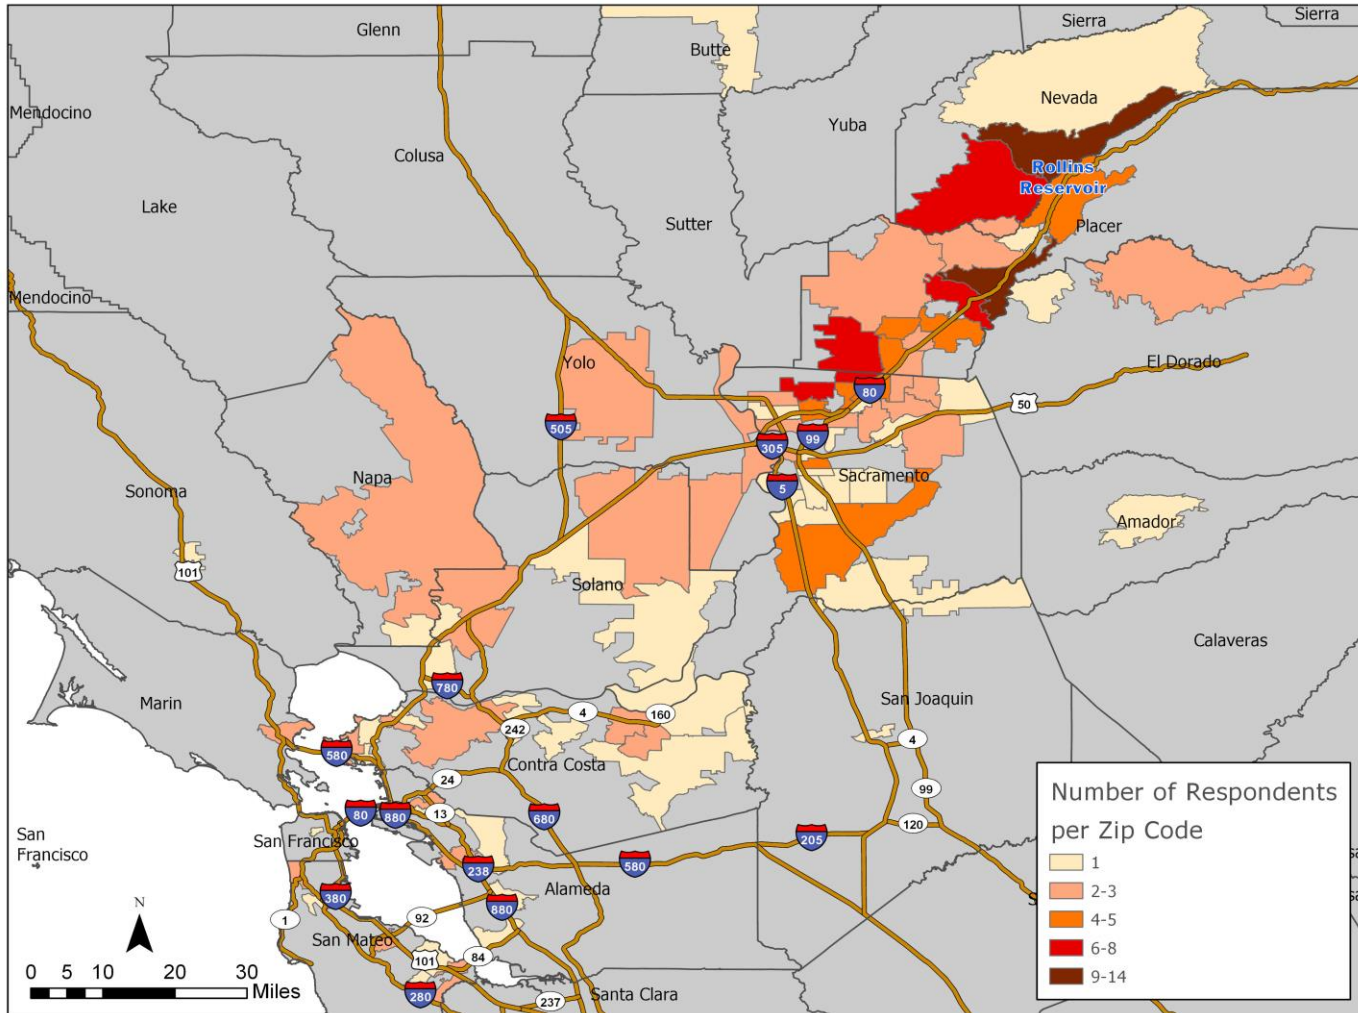 Glenn
Butte
Sierra
Sierra
Nevada
Mendocino
Yuba
Colusa
Rollins
Reservoir
Lake
Sutter
Placer
Mendocino
Yolo
El Dorado
80
50
505
99
305
Napa
Sacramento
5
Sonoma
Amador
101
Solano
Calaveras
780
San Joaquin
Marin
160
4
242
4
580
Contra Costa
24
99
80
880
13
680
120
San
Francisco
San Francisco
205
238
580
380
Alameda
880
92
1
San Mateo
101
84
280
237
Santa Clara
N
0 5 10 20 30
Miles
Number of Respondents
per Zip Code
1
2-3
4-5
6-8
9-14